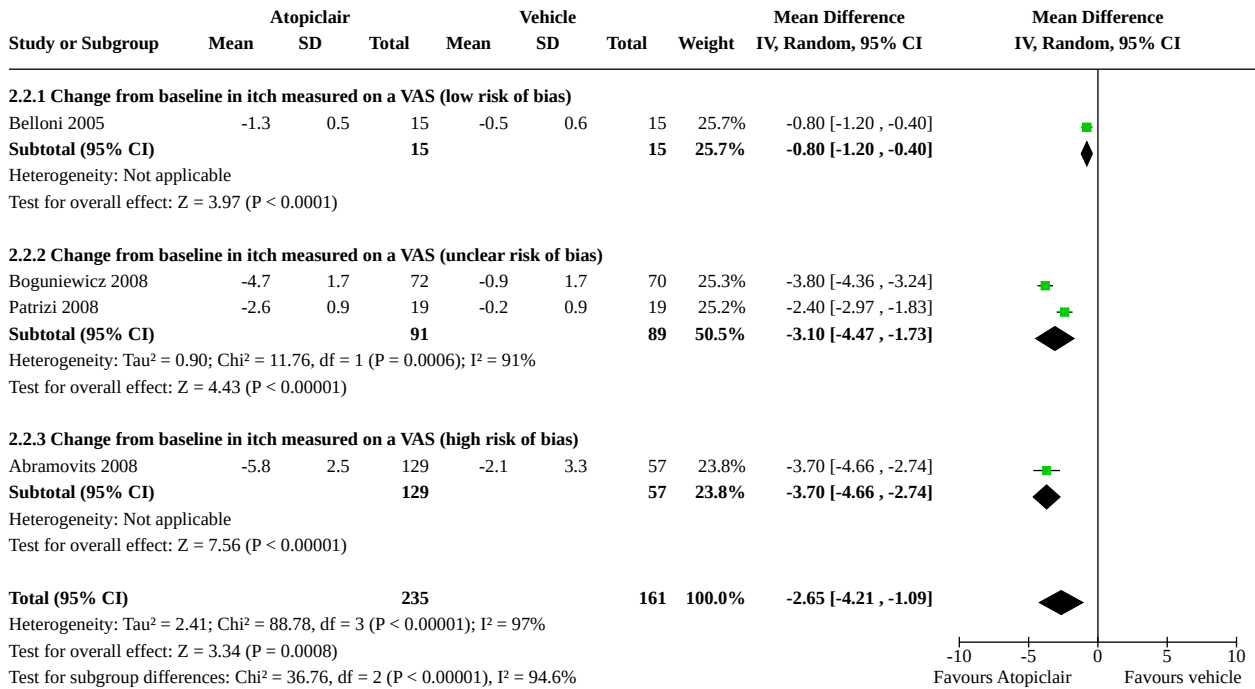 Atopiclair Vehicle Mean Difference Mean Difference
Study or Subgroup Mean SD Total Mean SD Total Weight IV, Random, 95% CI IV, Random, 95% CI
2.2.1 Change from baseline in itch measured on a VAS (low risk of bias)
Belloni 2005 -1.3 0.5 15 -0.5 0.6 15 25.7% -0.80 [-1.20 , -0.40]
Subtotal (95% CI) 15 15 25.7% -0.80 [-1.20 , -0.40]
Heterogeneity: Not applicable
Test for overall effect: Z = 3.97 (P < 0.0001)
2.2.2 Change from baseline in itch measured on a VAS (unclear risk of bias)
Boguniewicz 2008 -4.7 1.7 72 -0.9 1.7 70 25.3% -3.80 [-4.36 , -3.24]
Patrizi 2008 -2.6 0.9 19 -0.2 0.9 19 25.2% -2.40 [-2.97 , -1.83]
Subtotal (95% CI) 91 89 50.5% -3.10 [-4.47 , -1.73]
Heterogeneity: Tau² = 0.90; Chi² = 11.76, df = 1 (P = 0.0006); I² = 91%
Test for overall effect: Z = 4.43 (P < 0.00001)
2.2.3 Change from baseline in itch measured on a VAS (high risk of bias)
Abramovits 2008 -5.8 2.5 129 -2.1 3.3 57 23.8% -3.70 [-4.66 , -2.74]
Subtotal (95% CI) 129 57 23.8% -3.70 [-4.66 , -2.74]
Heterogeneity: Not applicable
Test for overall effect: Z = 7.56 (P < 0.00001)
Total (95% CI) 235 161 100.0% -2.65 [-4.21 , -1.09]
Heterogeneity: Tau² = 2.41; Chi² = 88.78, df = 3 (P < 0.00001); I² = 97%
Test for overall effect: Z = 3.34 (P = 0.0008)
-10 -5 0 5 10
Test for subgroup differences: Chi² = 36.76, df = 2 (P < 0.00001), I² = 94.6% Favours Atopiclair Favours vehicle